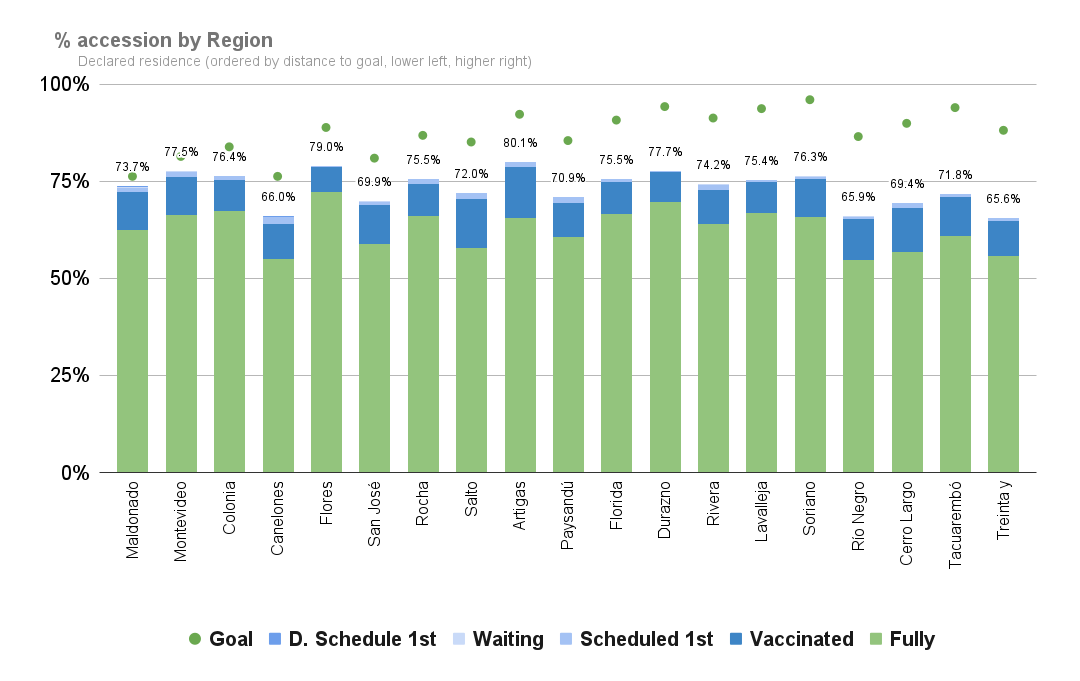 % accession by Region
Declared residence (ordered by distance to goal, lower left, higher right)
100%
75%
50%
25%
0%
73.7%
77.5%
76.4%
66.0%
79.0%
69.9%
75.5%
72.0%
80.1%
70.9%
75.5%
77.7%
74.2%
75.4%
76.3%
65.9%
69.4%
71.8%
65.6%
Maldonado
Montevideo
Colonia
Canelones
Flores
San José
Rocha
Salto
Artigas
Paysandú
Florida
Durazno
Rivera
Lavalleja
Soriano
Río Negro
Cerro Largo
Tacuarembó
Treinta y
Goal D. Schedule 1st Waiting Scheduled 1st Vaccinated Fully